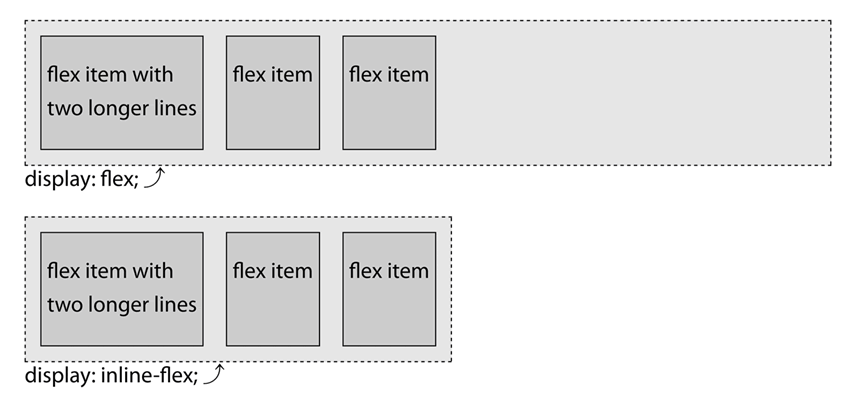 flex item with
two longer lines
flex item
flex item
display: flex;
flex item with
two longer lines
flex item
flex item
display: inline-flex;